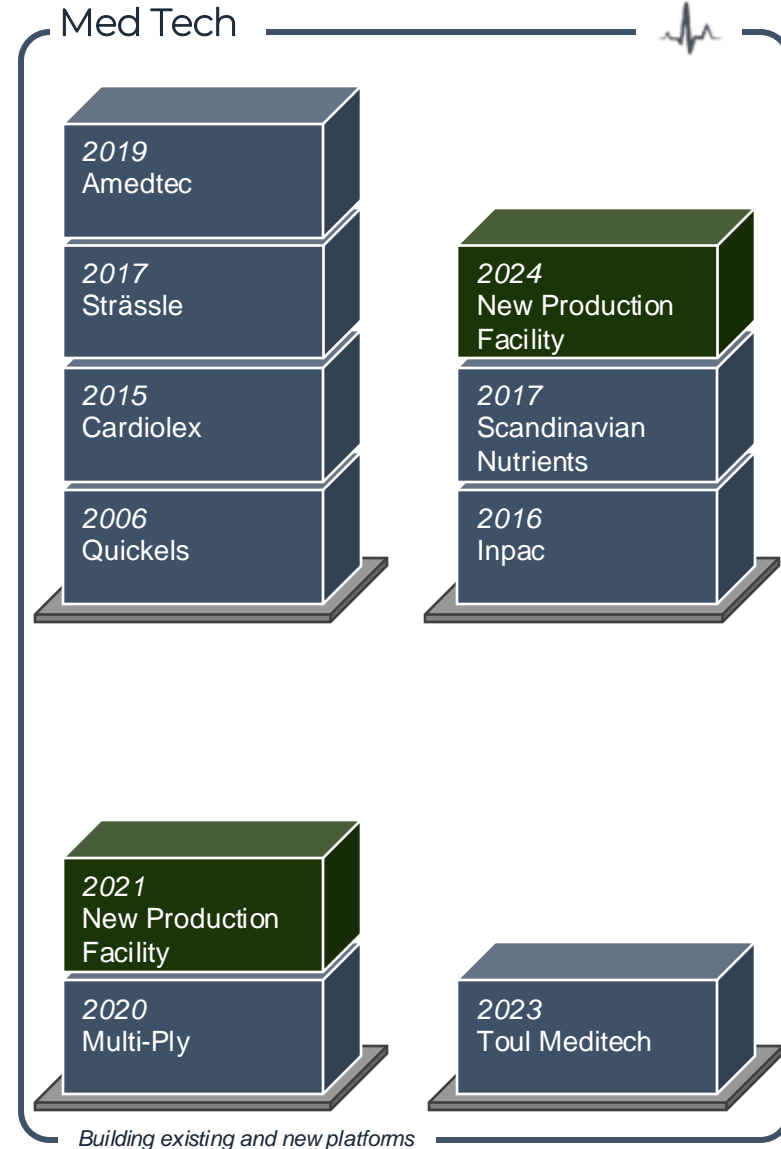 Med Tech
2019
Amedtec
2017
Strässle
2015
Cardiolex
2006
Quickels
2024
New Production
Facility
2017
Scandinavian
Nutrients
2016
Inpac
2021
New Production
Facility
2020
Multi-Ply
2023
Toul Meditech
Building existing and new platforms